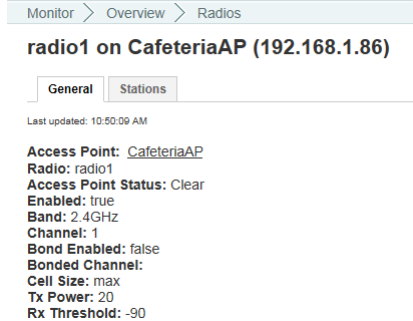 Monitor > Overview > Radios
radio1 on CafeteriaAP (192.168.1.86)
General Stations
Last updated: 10:50:09 AM
Access Point: CafeteriaAP
Radio: radio1
Access Point Status: Clear
Enabled: true
Band: 2.4GHz
Channel: 1
Bond Enabled: false
Bonded Channel:
Cell Size: max
Tx Power: 20
Rx Threshold: -90